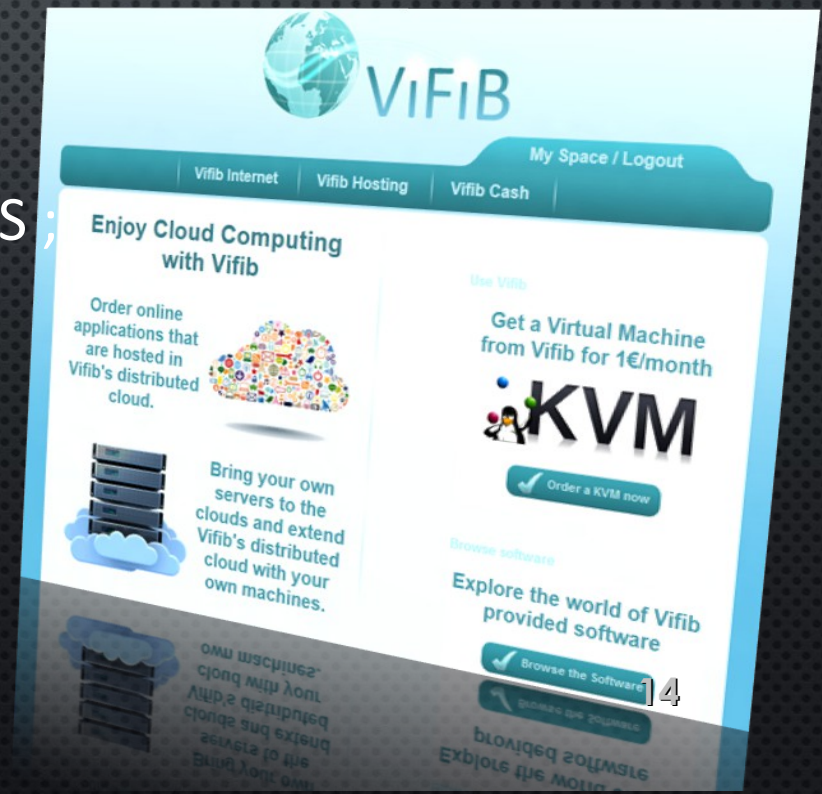 ViFiB
My Space / Logout
Vifib Internet
Vifib Hosting
Vifib Cash
S ;
Enjoy Cloud Computing
with Vifib
Order online
applications that
are hosted in
Vifib's distributed
cloud.
Bring your own
servers to the
clouds and extend
Vifib's distributed
cloud with your
own machines.
Use Vifib
Get a Virtual Machine
from Vifib for 1€/month
KVM
Order a KVM now
Browse software
Explore the world of Vifib
provided software
Browse the Software
14